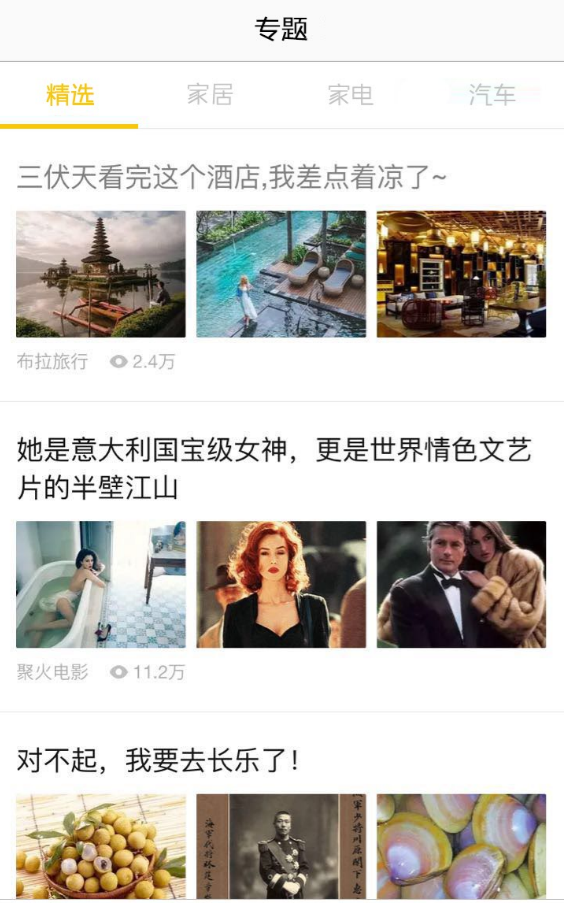 专题
精选
家居
家电
汽车
三伏天看完这个酒店,我差点着凉了~
布拉旅行 2.4万
她是意大利国宝级女神，更是世界情色文艺
片的半壁江山
聚火电影 11.2万
对不起，我要去长乐了！